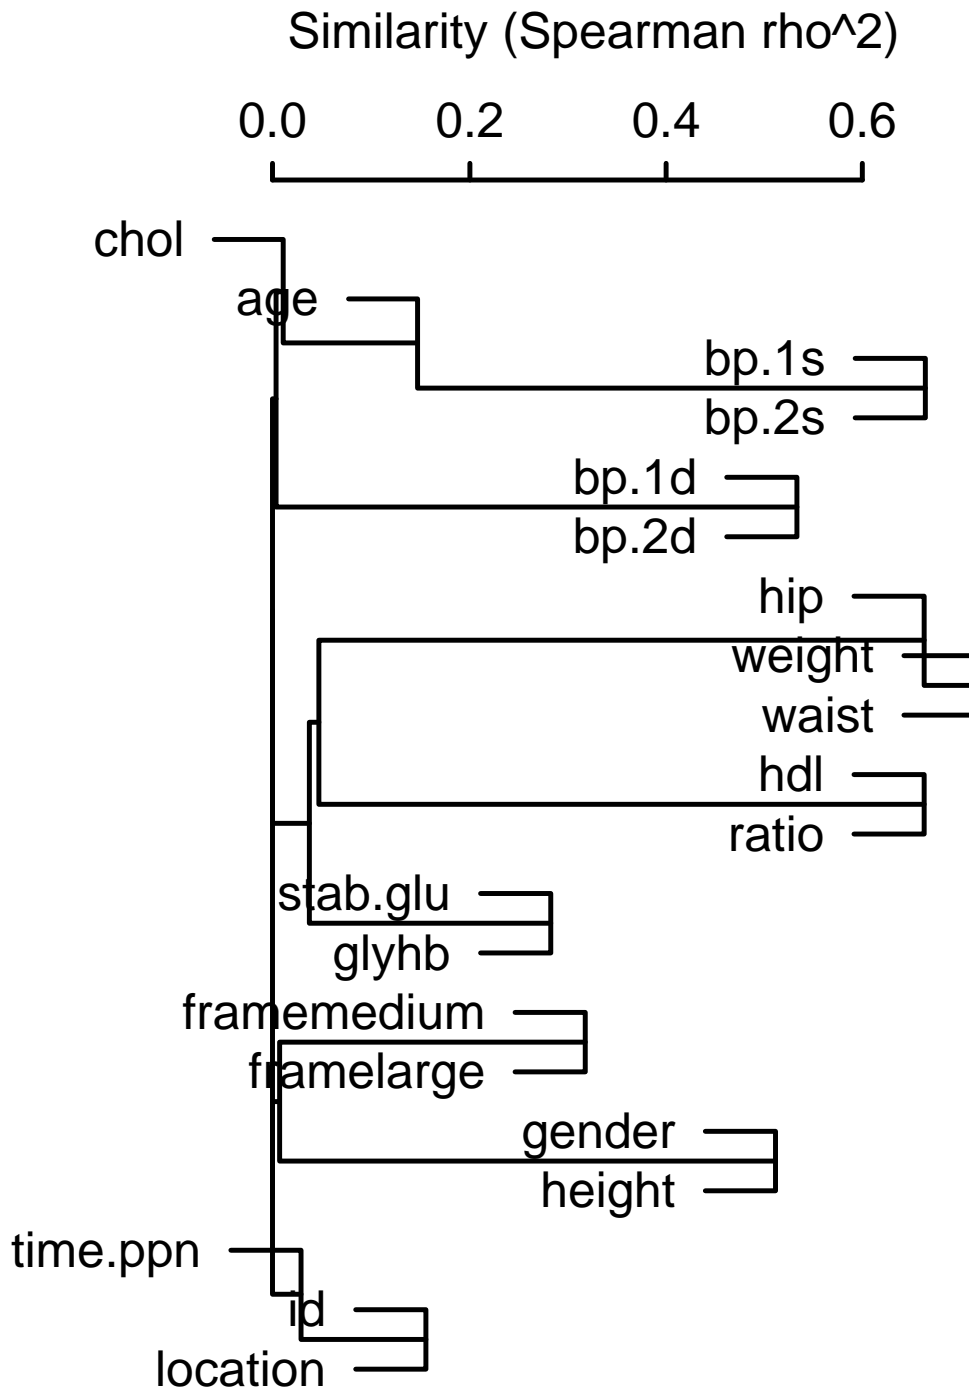 Similarity (Spearman rho^2)
0.0 0.2 0.4 0.6
chol
age
bp.1s
bp.2s
bp.1d
bp.2d
hip
weight
waist
hdl
ratio
stab.glu
glyhb
framemedium
framelarge
gender
height
time.ppn
id
location